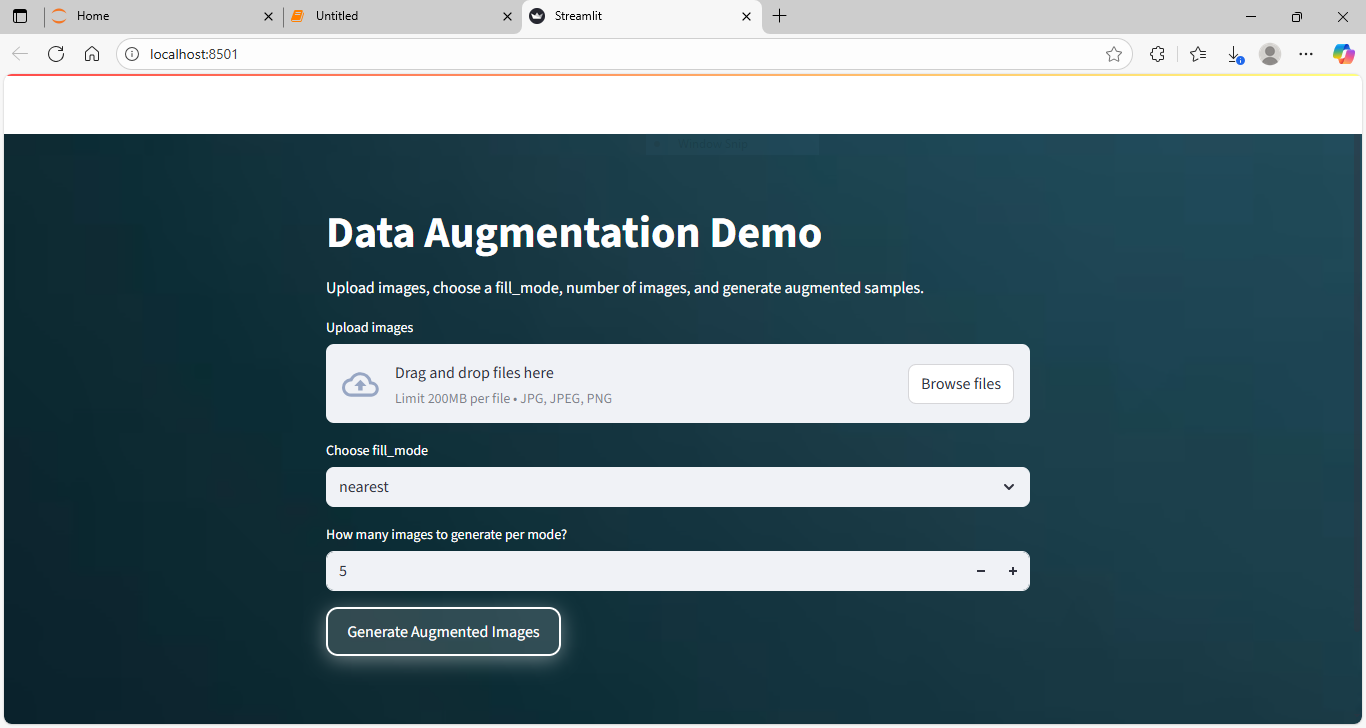 Home
Untitled
Streamlit
localhost:8501
Data Augmentation Demo
Upload images, choose a fill_mode, number of images, and generate augmented samples.
Upload images
Drag and drop files here
Limit 200MB per file • JPG, JPEG, PNG
Browse files
Choose fill_mode
nearest
How many images to generate per mode?
5
Generate Augmented Images